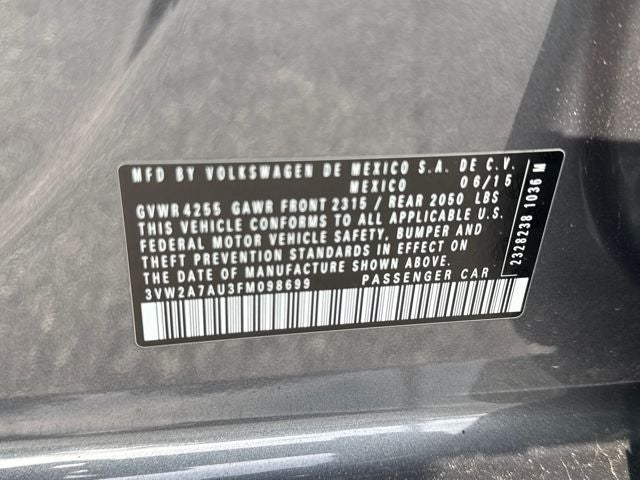 MFD BY VOLKSWAGEN DE MEXICO S.A. DE C.V.
MEXICO 06/15
GVWR 4255 GAWR FRONT 2315 / REAR 2050 LBS
THIS VEHICLE CONFORMS TO ALL APPLICABLE U.S.
FEDERAL MOTOR VEHICLE SAFETY, BUMPER AND
THEFT PREVENTION STANDARDS IN EFFECT ON
THE DATE OF MANUFACTURE SHOWN ABOVE.
3VW2A7AU3FM098699 PASSENGER CAR
2328238 1036 M